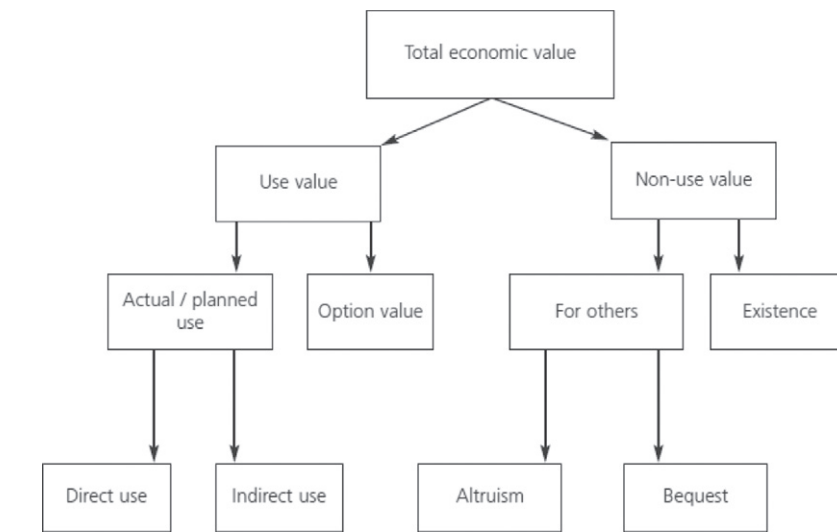 Total economic value
Use value
Non-use value
Actual / planned
use
Option value
For others
Existence
Direct use
Indirect use
Altruism
Bequest